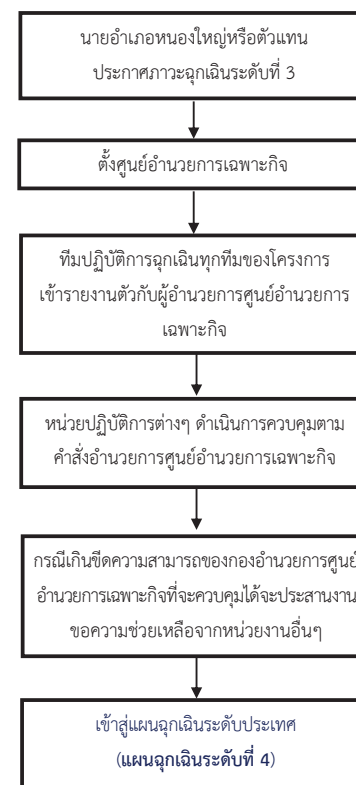 นายอำเภอหนองใหญ่หรือตัวแทน
ประกาศภาวะฉุกเฉินระดับที่ 3
ตั้งศูนย์อำนวยการเฉพาะกิจ
ทีมปฏิบัติการฉุกเฉินทุกทีมของโครงการ
เข้ารายงานตัวกับผู้อำนวยการศูนย์อำนวยการ
เฉพาะกิจ
หน่วยปฏิบัติการต่างๆ ดำเนินการควบคุมตาม
คำสั่งอำนวยการศูนย์อำนวยการเฉพาะกิจ
กรณีเกินขีดความสามารถของกองอำนวยการศูนย์
อำนวยการเฉพาะกิจที่จะควบคุมได้จะประสานงาน
ขอความช่วยเหลือจากหน่วยงานอื่นๆ
เข้าสู่แผนฉุกเฉินระดับประเทศ
(แผนฉุกเฉินระดับที่ 4)